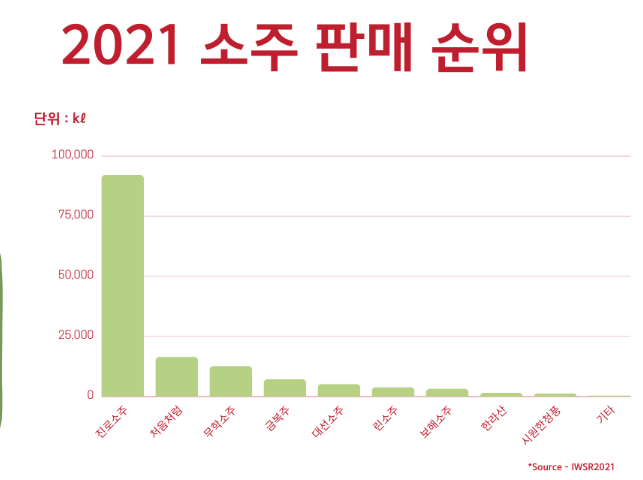 2021 소주 판매 순위
단위 : kℓ
100,000
75,000
50,000
25,000
0
진로소주
처음처럼
무학소주
금복주
대선소주
린소주
보해소주
한라산
시원한청풍
기타
*Source - IWSR2021